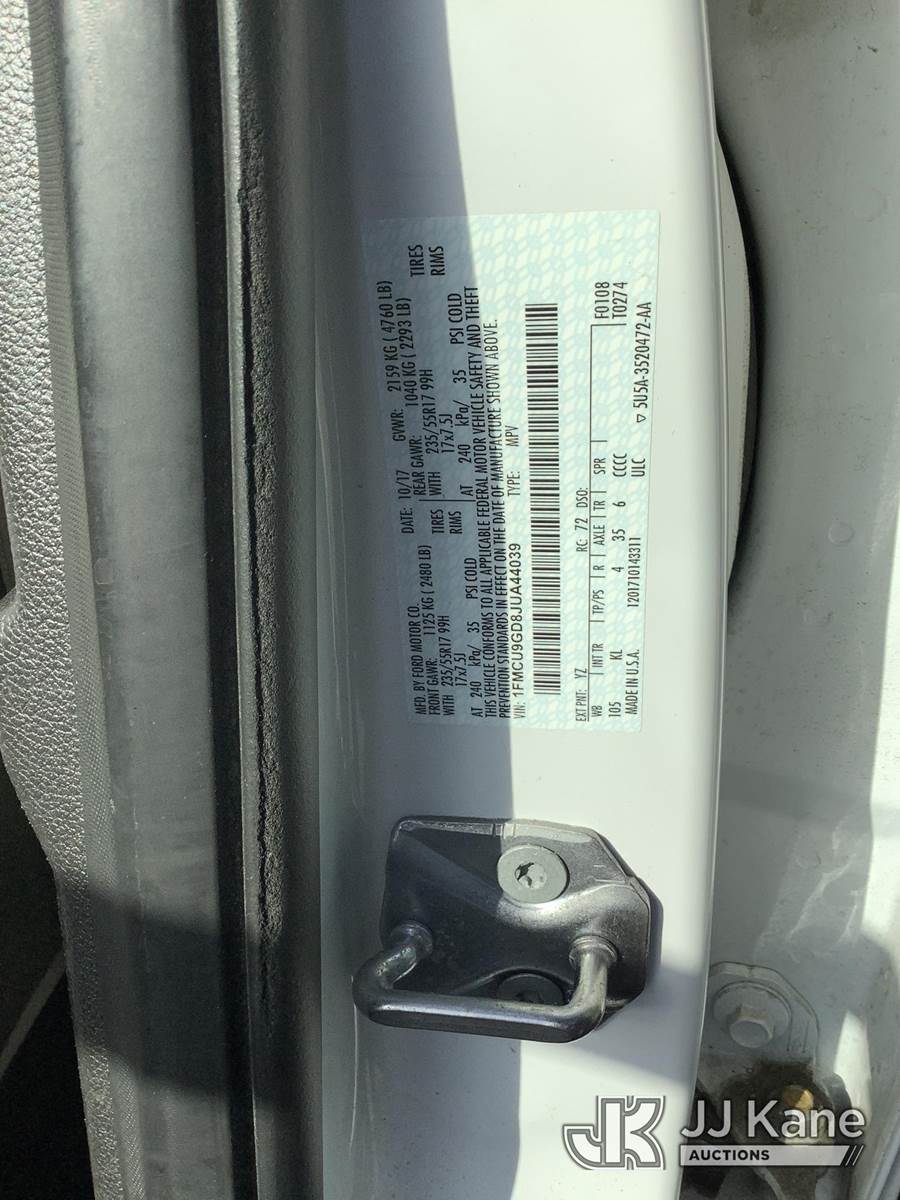 MFD. BY FORD MOTOR CO.
DATE: 10/17 GVWR: 2159 KG ( 4760 LB)
FRONT GAWR: 1125 KG ( 2480 LB) REAR GAWR: 1040 KG ( 2293 LB)
WITH 235/55R17 99H TIRES WITH 235/55R17 99H TIRES
17x7.5J RIMS 17x7.5J RIMS
AT 240 kPa/ 35 PSI COLD AT 240 kPa/ 35 PSI COLD
THIS VEHICLE CONFORMS TO ALL APPLICABLE FEDERAL MOTOR VEHICLE SAFETY AND THEFT
PREVENTION STANDARDS IN EFFECT ON THE DATE OF MANUFACTURE SHOWN ABOVE.
VIN: 1FMCU9GD8JUA44039 TYPE: MPV
EXT PNT: YZ RC: 72 DSO:
WB INT TR TP/PS R AXLE TR SPR F0108
105 KL 4 35 6 CCCC T0274
MADE IN U.S.A. 120171014331​1 ULC ▽ 5U5A-3520472-AA
JK JJ Kane
AUCTIONS